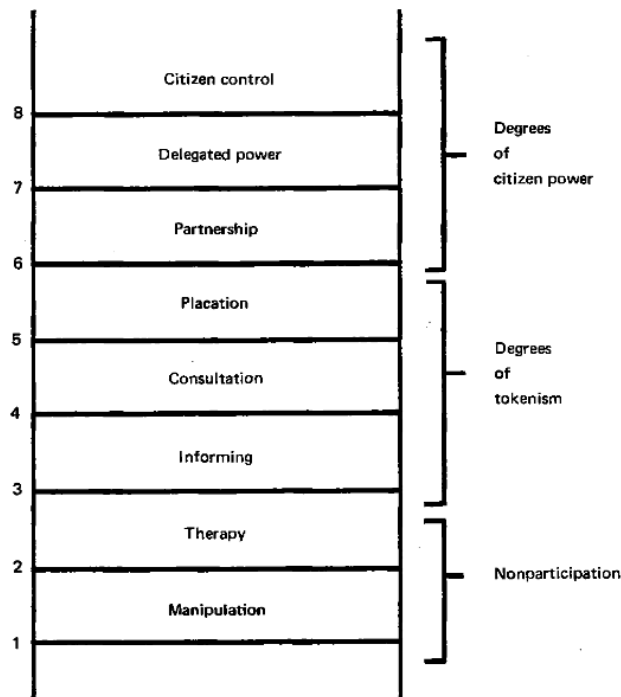 Citizen control
8
Delegated power
7
Partnership
6
Placation
5
Consultation
4
Informing
3
Therapy
2
Manipulation
1
Degrees
of
citizen power
Degrees
of
tokenism
Nonparticipation